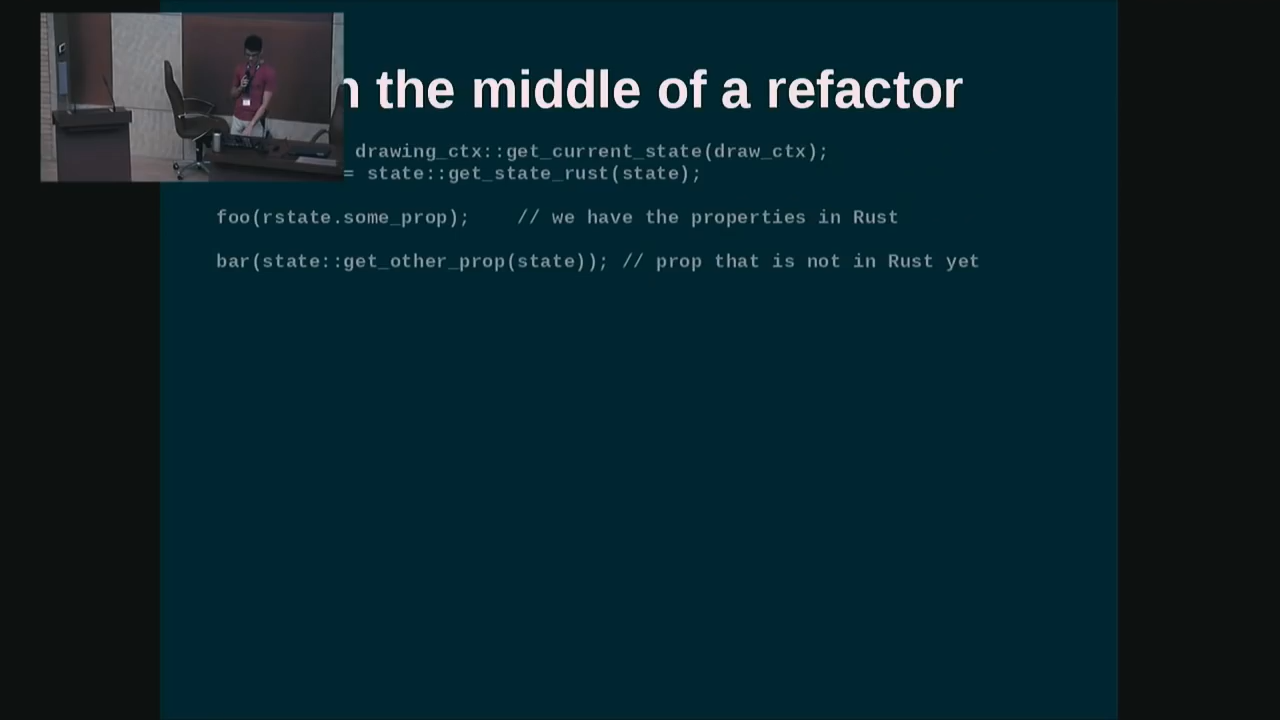 the middle of a refactor
drawing_ctx::get_current_state(draw_ctx);
= state::get_state_rust(state);
foo(rstate.some_prop); // we have the properties in Rust
bar(state::get_other_prop(state)); // prop that is not in Rust yet